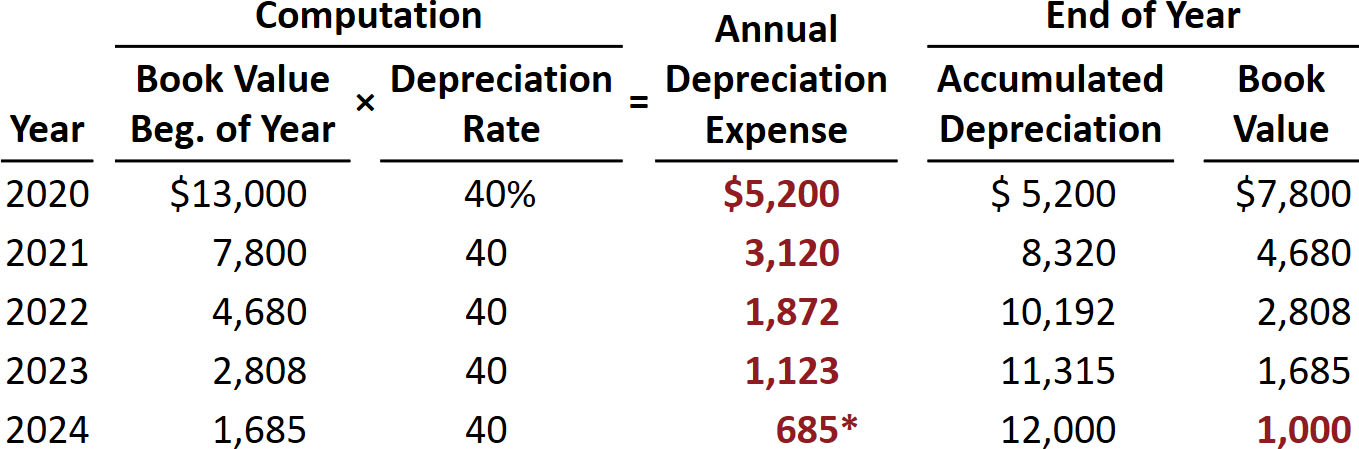 Computation Annual End of Year
Book Value × Depreciation = Depreciation Accumulated Book
Year Beg. of Year Rate Expense Depreciation Value
2020 $13,000 40% $5,200 $ 5,200 $7,800
2021 7,800 40 3,120 8,320 4,680
2022 4,680 40 1,872 10,192 2,808
2023 2,808 40 1,123 11,315 1,685
2024 1,685 40 685* 12,000 1,000